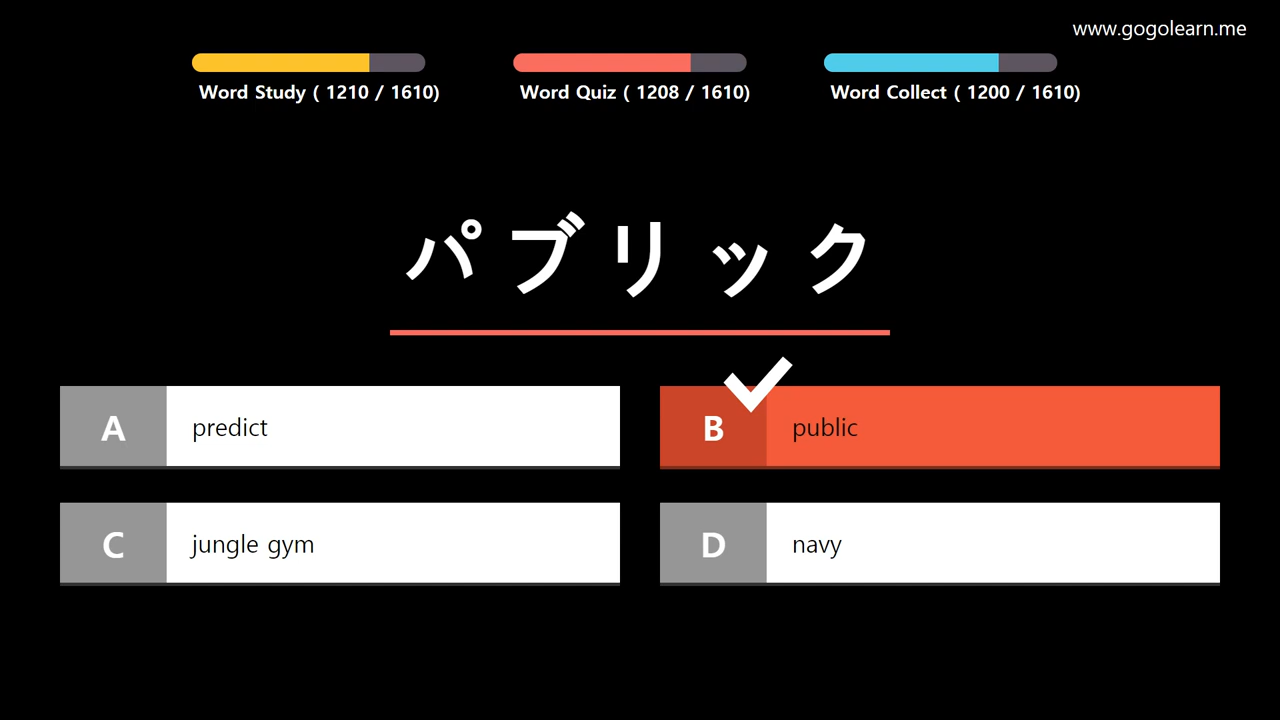 www.gogolearn.me
Word Study ( 1210 / 1610)
Word Quiz ( 1208 / 1610)
Word Collect ( 1200 / 1610)
パブリック
A predict
B public
C jungle gym
D navy